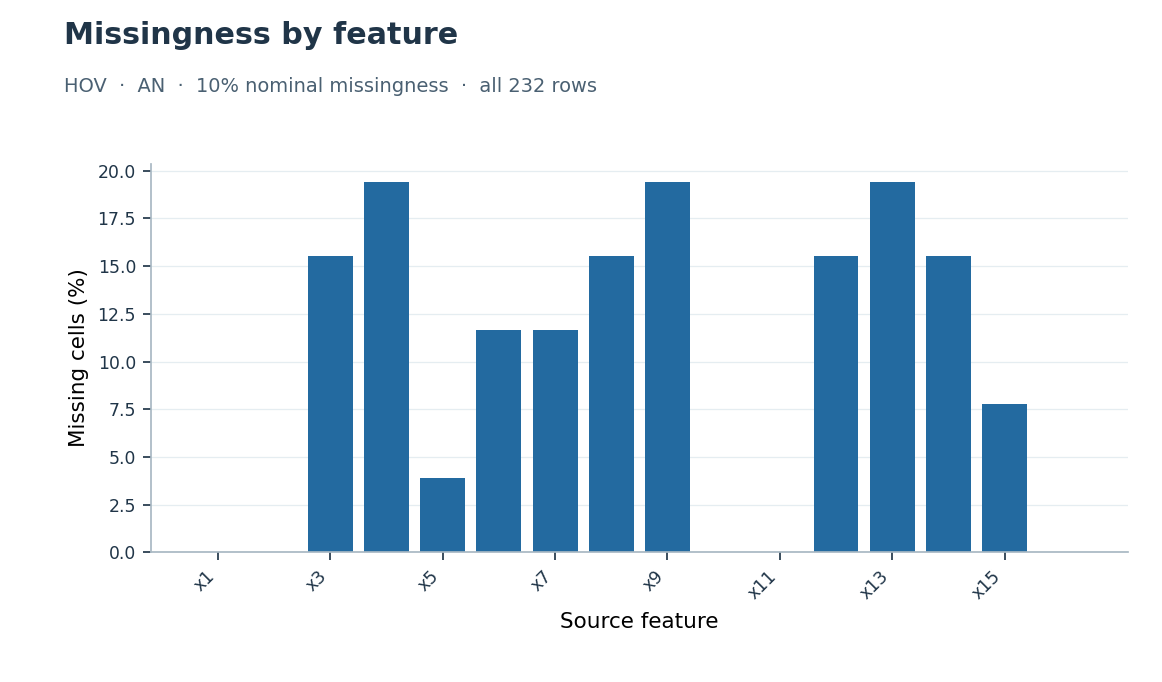 Missingness by feature
HOV · AN · 10% nominal missingness · all 232 rows
20.0
17.5
15.0
12.5
10.0
7.5
5.0
2.5
0.0
Missing cells (%)
x1 x3 x5 x7 x9 x11 x13 x15
Source feature